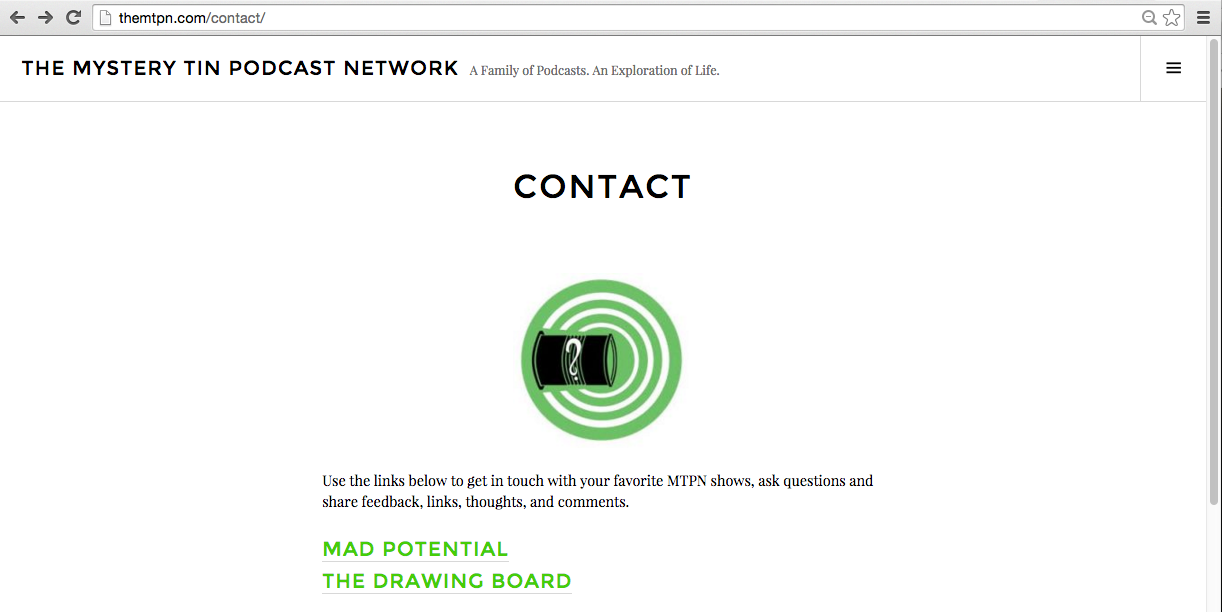 themtpn.com/contact/
THE MYSTERY TIN PODCAST NETWORK A Family of Podcasts. An Exploration of Life.
CONTACT
?
Use the links below to get in touch with your favorite MTPN shows, ask questions and
share feedback, links, thoughts, and comments.
MAD POTENTIAL
THE DRAWING BOARD